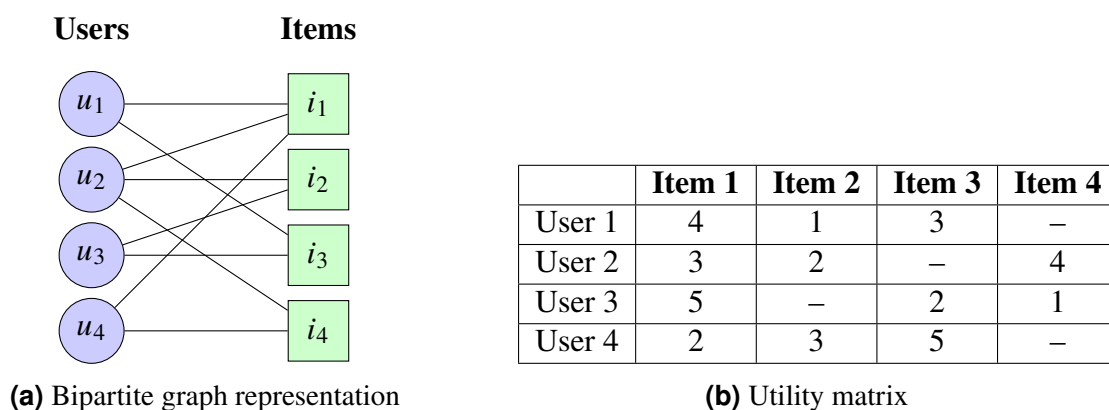 Users Items
u1 i1
u2 i2
u3 i3
u4 i4
(a) Bipartite graph representation
Item 1 Item 2 Item 3 Item 4
User 1 4 1 3 –
User 2 3 2 – 4
User 3 5 – 2 1
User 4 2 3 5 –
(b) Utility matrix